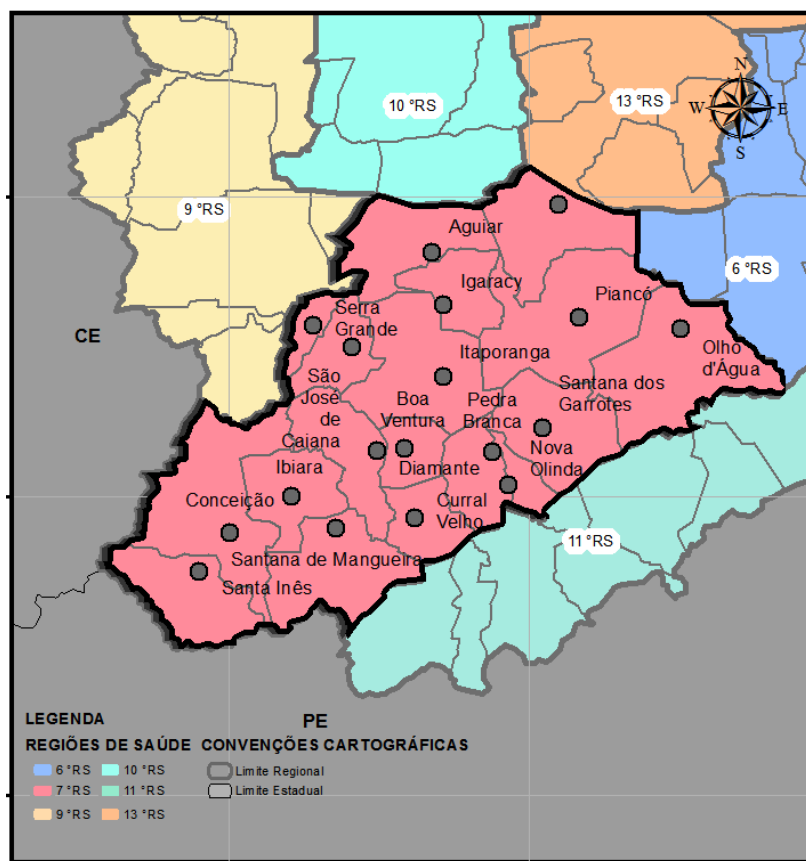 N
W
E
S
10 °RS
13 °RS
9 °RS
6 °RS
Aguiar
Igaracy
Piancó
Serra
Grande
CE
Itaporanga
Olho
d'Água
São
José
de
Caiana
Boa
Ventura
Pedra
Branca
Santana dos
Garrotes
Nova
Olinda
Ibiara
Diamante
Conceição
Curral
Velho
11 °RS
Santana de Mangueira
Santa Inês
LEGENDA
PE
REGIÕES DE SAÚDE
CONVENÇÕES CARTOGRÁFICAS
6 °RS
10 °RS
Limite Regional
7 °RS
11 °RS
Limite Estadual
9 °RS
13 °RS